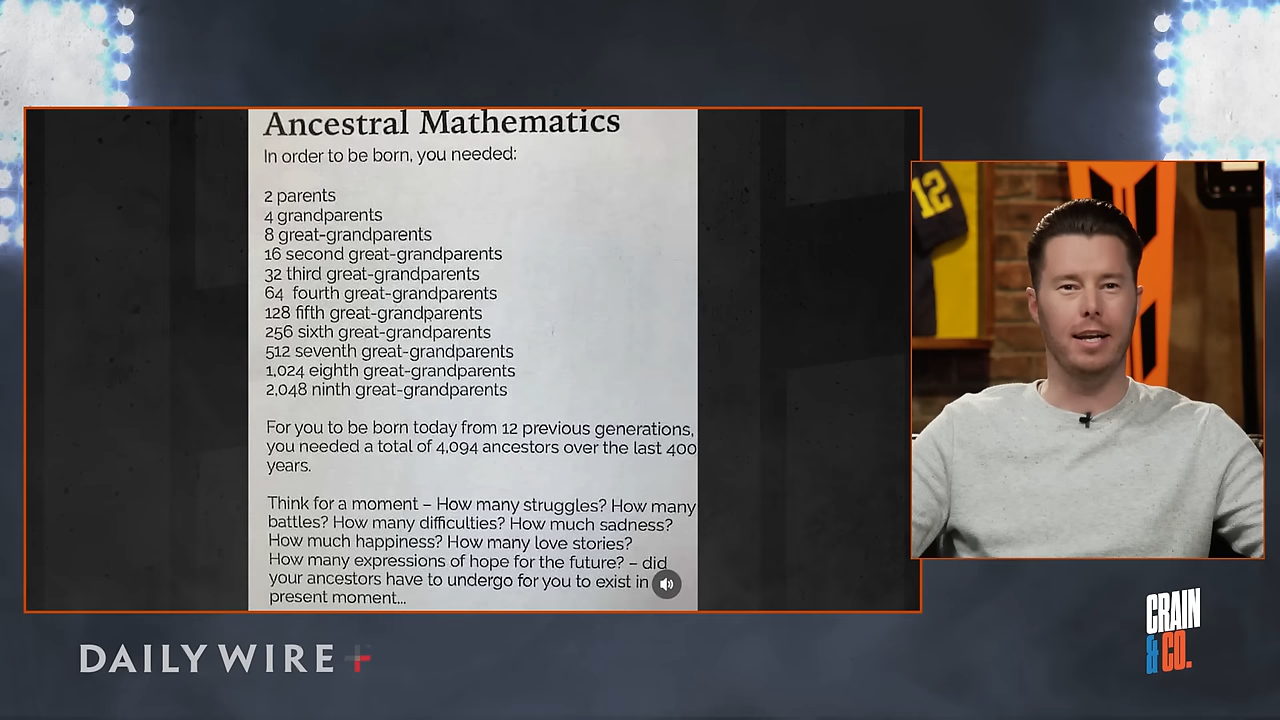 Ancestral Mathematics
In order to be born, you needed:
2 parents
4 grandparents
8 great-grandparents
16 second great-grandparents
32 third great-grandparents
64 fourth great-grandparents
128 fifth great-grandparents
256 sixth great-grandparents
512 seventh great-grandparents
1,024 eighth great-grandparents
2,048 ninth great-grandparents
For you to be born today from 12 previous generations,
you needed a total of 4,094 ancestors over the last 400
years.
Think for a moment – How many struggles? How many
battles? How many difficulties? How much sadness?
How much happiness? How many love stories?
How many expressions of hope for the future? – did
your ancestors have to undergo for you to exist in
present moment...
12
DAILY WIRE +
CRAIN
& CO.